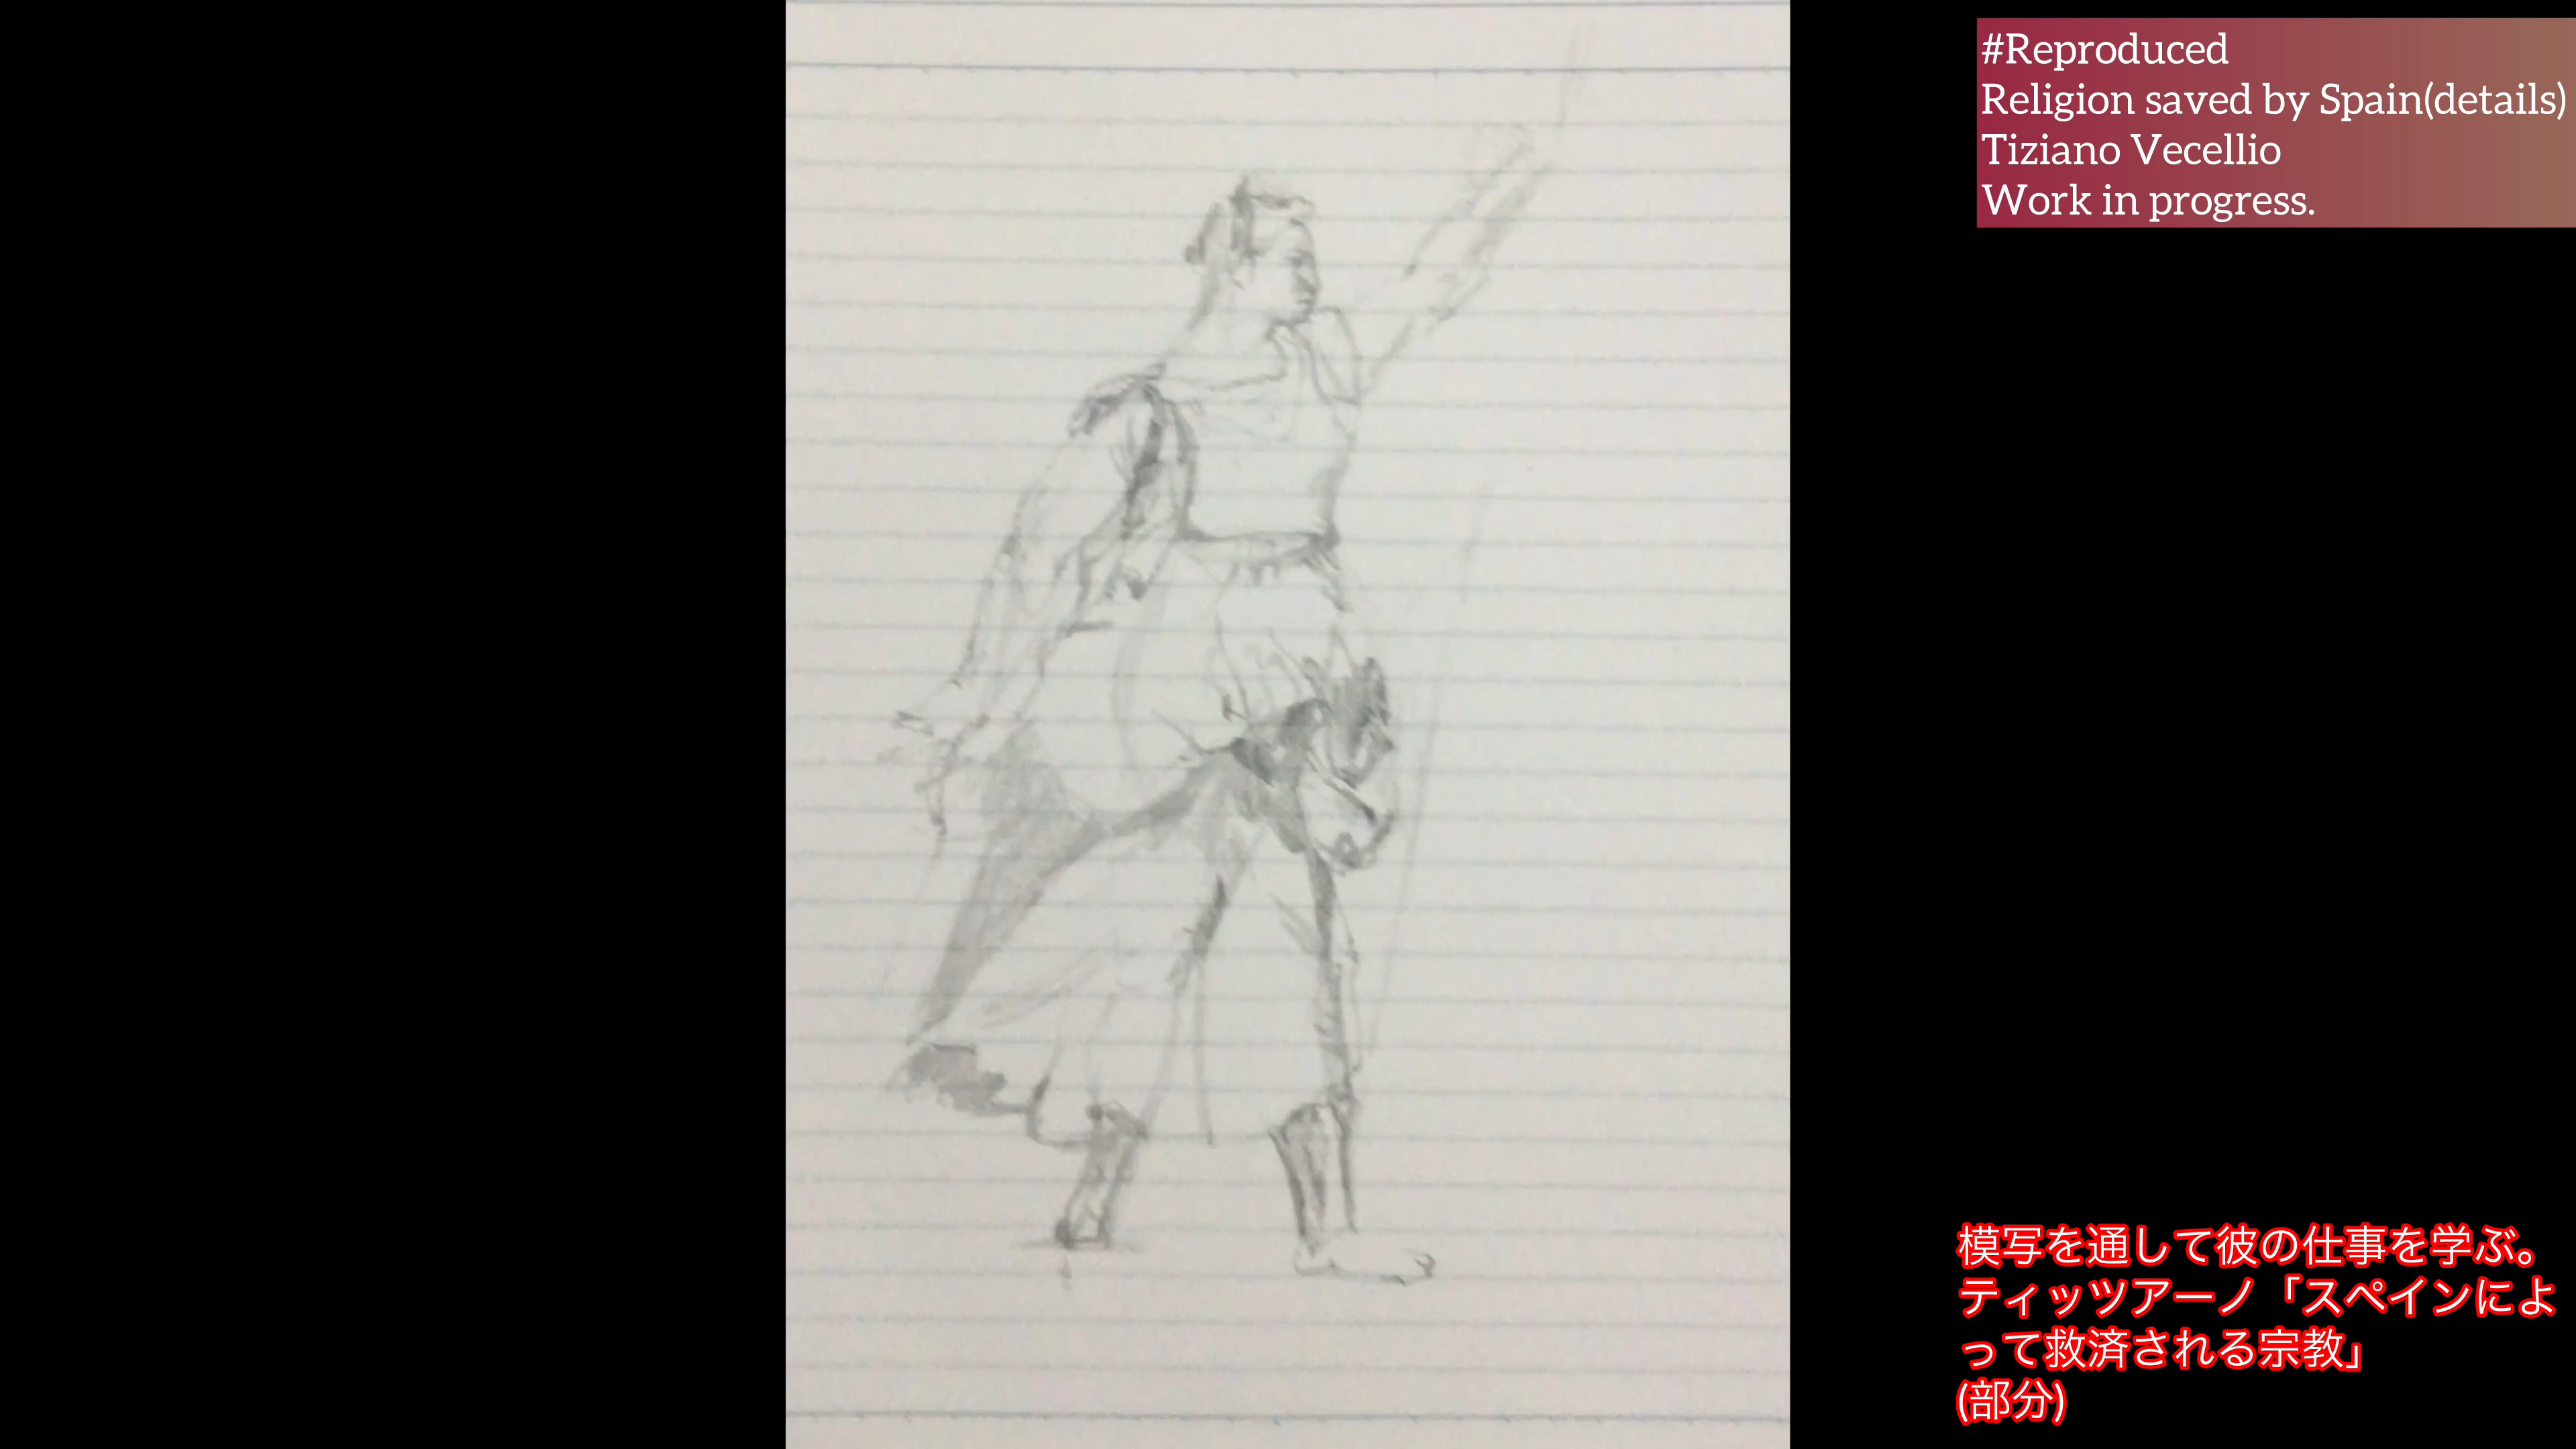 #Reproduced
Religion saved by Spain(details)
Tiziano Vecellio
Work in progress.
模写を通して彼の仕事を学ぶ。
ティッツアーノ「スペインによ
って救済される宗教」
(部分)